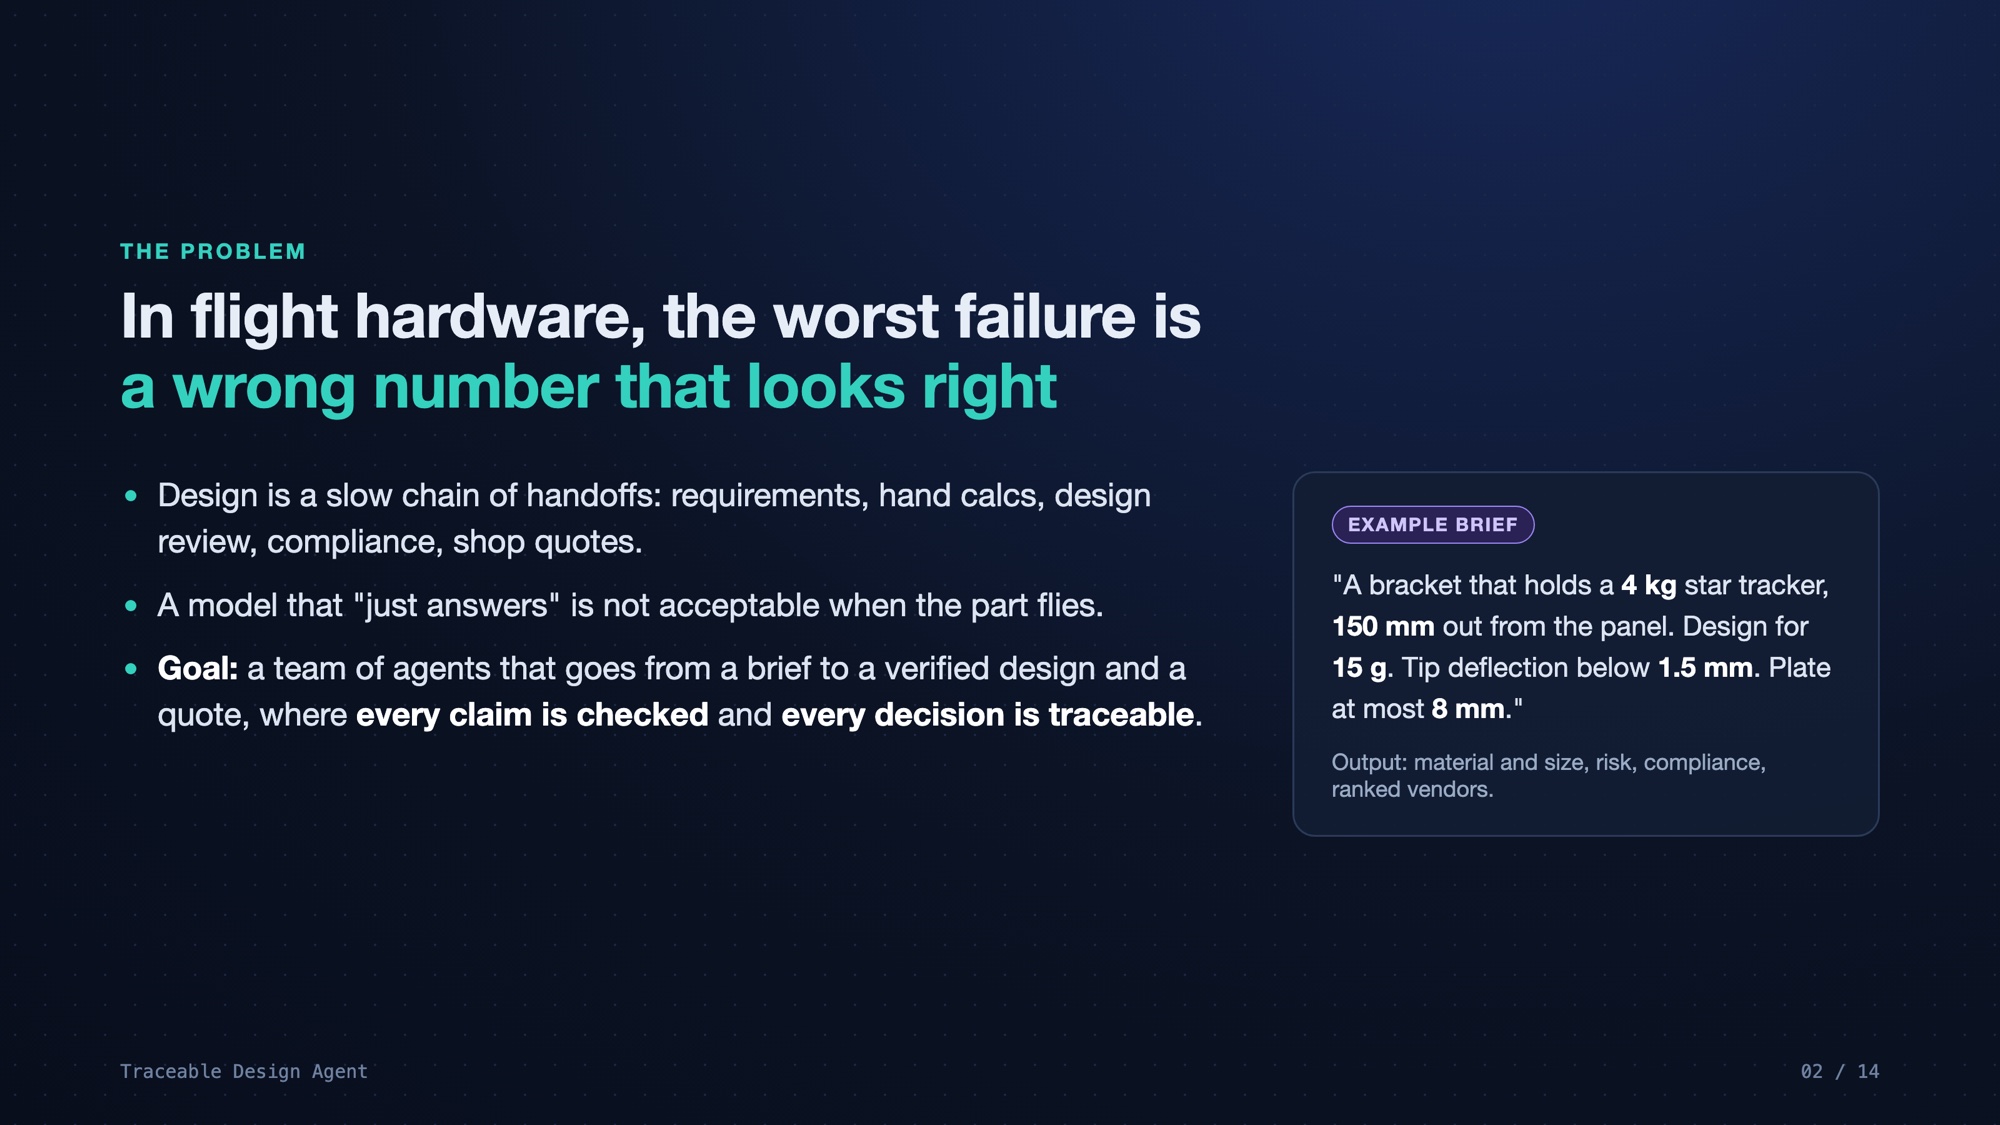 THE PROBLEM
In flight hardware, the worst failure is
a wrong number that looks right
• Design is a slow chain of handoffs: requirements, hand calcs, design
review, compliance, shop quotes.
• A model that "just answers" is not acceptable when the part flies.
• Goal: a team of agents that goes from a brief to a verified design and a
quote, where every claim is checked and every decision is traceable.
EXAMPLE BRIEF
"A bracket that holds a 4 kg star tracker,
150 mm out from the panel. Design for
15 g. Tip deflection below 1.5 mm. Plate
at most 8 mm."
Output: material and size, risk, compliance,
ranked vendors.
Traceable Design Agent
02 / 14